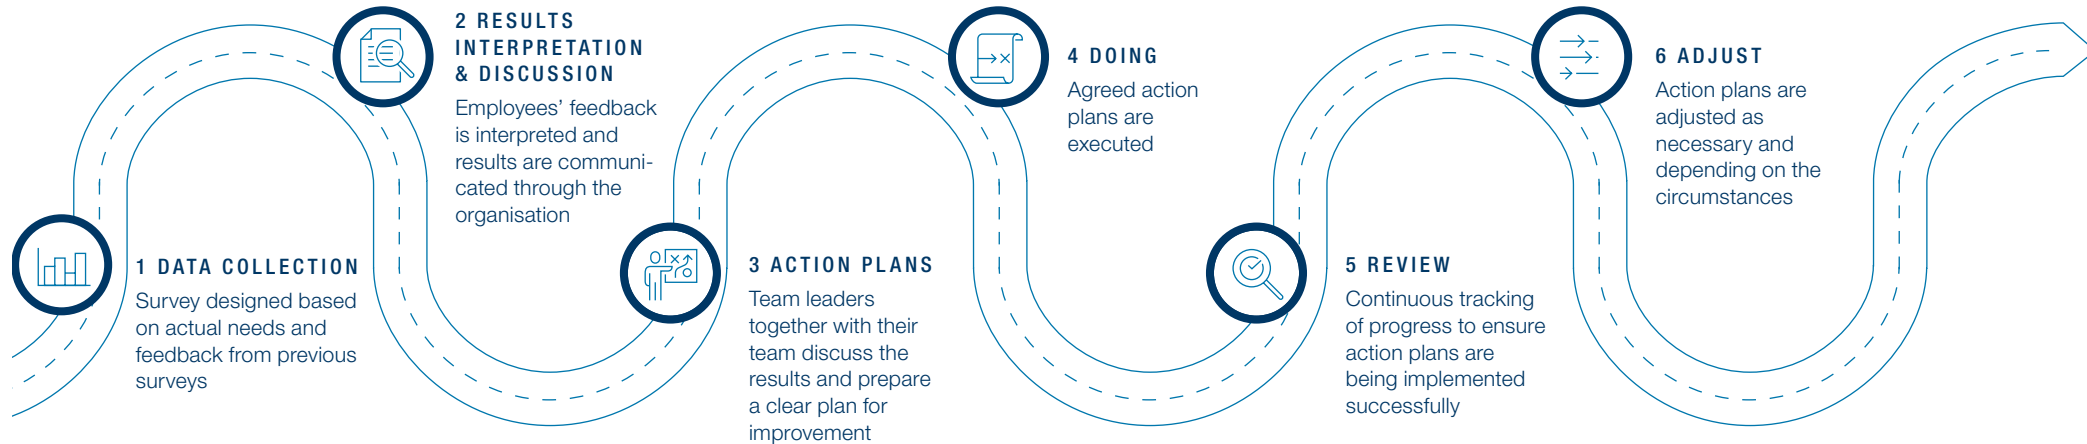 1 DATA COLLECTION
Survey designed based
on actual needs and
feedback from previous
surveys
2 RESULTS
INTERPRETATION
& DISCUSSION
Employees’ feedback
is interpreted and
results are communi-
cated through the
organisation
3 ACTION PLANS
Team leaders
together with their
team discuss the
results and prepare
a clear plan for
improvement
4 DOING
Agreed action
plans are
executed
5 REVIEW
Continuous tracking
of progress to ensure
action plans are
being implemented
successfully
6 ADJUST
Action plans are
adjusted as
necessary and
depending on the
circumstances